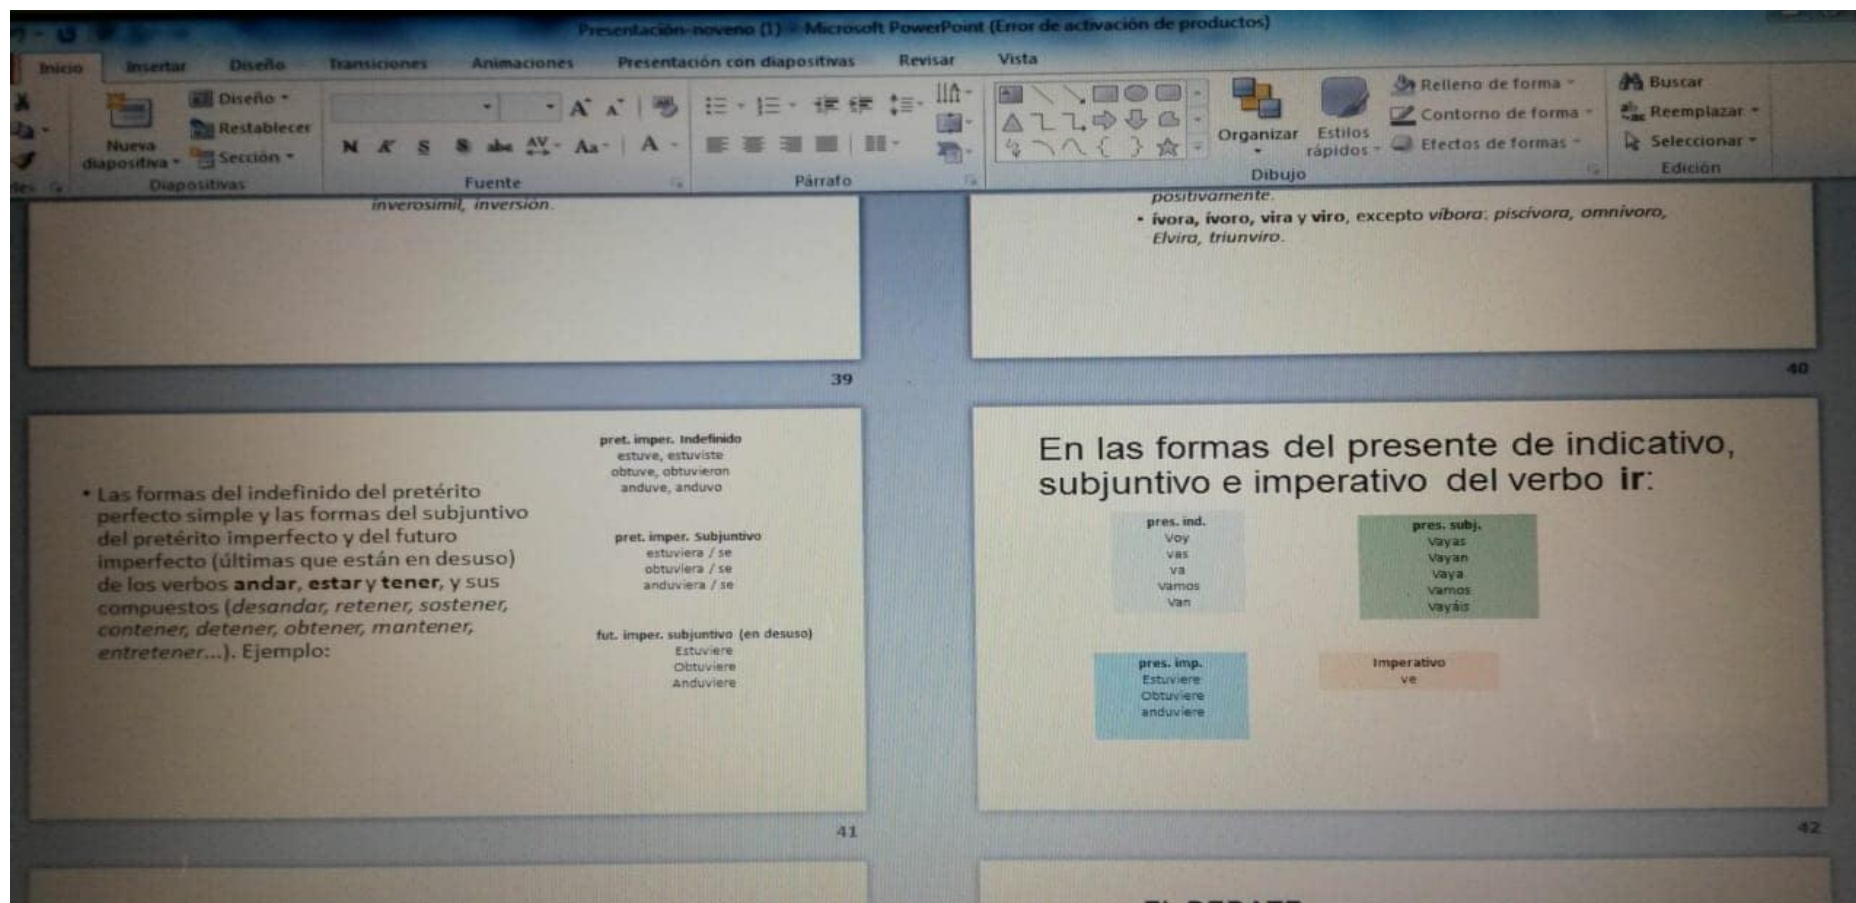 Presentación-noveno (1) - Microsoft PowerPoint (Error de activación de productos)
Inicio Insertar Diseño Transiciones Animaciones Presentación con diapositivas Revisar Vista
Nueva diapositiva
Diseño
Restablecer
Sección
Diapositivas
N K S S abc AV Aa A
Fuente
Párrafo
Organizar
Estilos rápidos
Relleno de forma
Contorno de forma
Efectos de formas
Dibujo
Buscar
Reemplazar
Seleccionar
Edición
inverosímil, inversión.
39
positivamente.
• ívora, ívoro, vira y viro, excepto víbora: piscívora, omnívoro,
Elvira, triunviro.
40
• Las formas del indefinido del pretérito
perfecto simple y las formas del subjuntivo
del pretérito imperfecto y del futuro
imperfecto (últimas que están en desuso)
de los verbos andar, estar y tener, y sus
compuestos (desandar, retener, sostener,
contener, detener, obtener, mantener,
entretener...). Ejemplo:
pret. imper. Indefinido
estuve, estuviste
obtuve, obtuvieron
anduve, anduvo
pret. imper. Subjuntivo
estuviera / se
obtuviera / se
anduviera / se
fut. imper. subjuntivo (en desuso)
Estuviere
Obtuviere
Anduviere
41
En las formas del presente de indicativo,
subjuntivo e imperativo del verbo ir:
pres. ind.
Voy
vas
va
Vamos
Van
pres. subj.
Vayas
Vayan
Vaya
Vamos
Vayáis
pres. imp.
Estuviere
Obtuviere
anduviere
Imperativo
ve
42